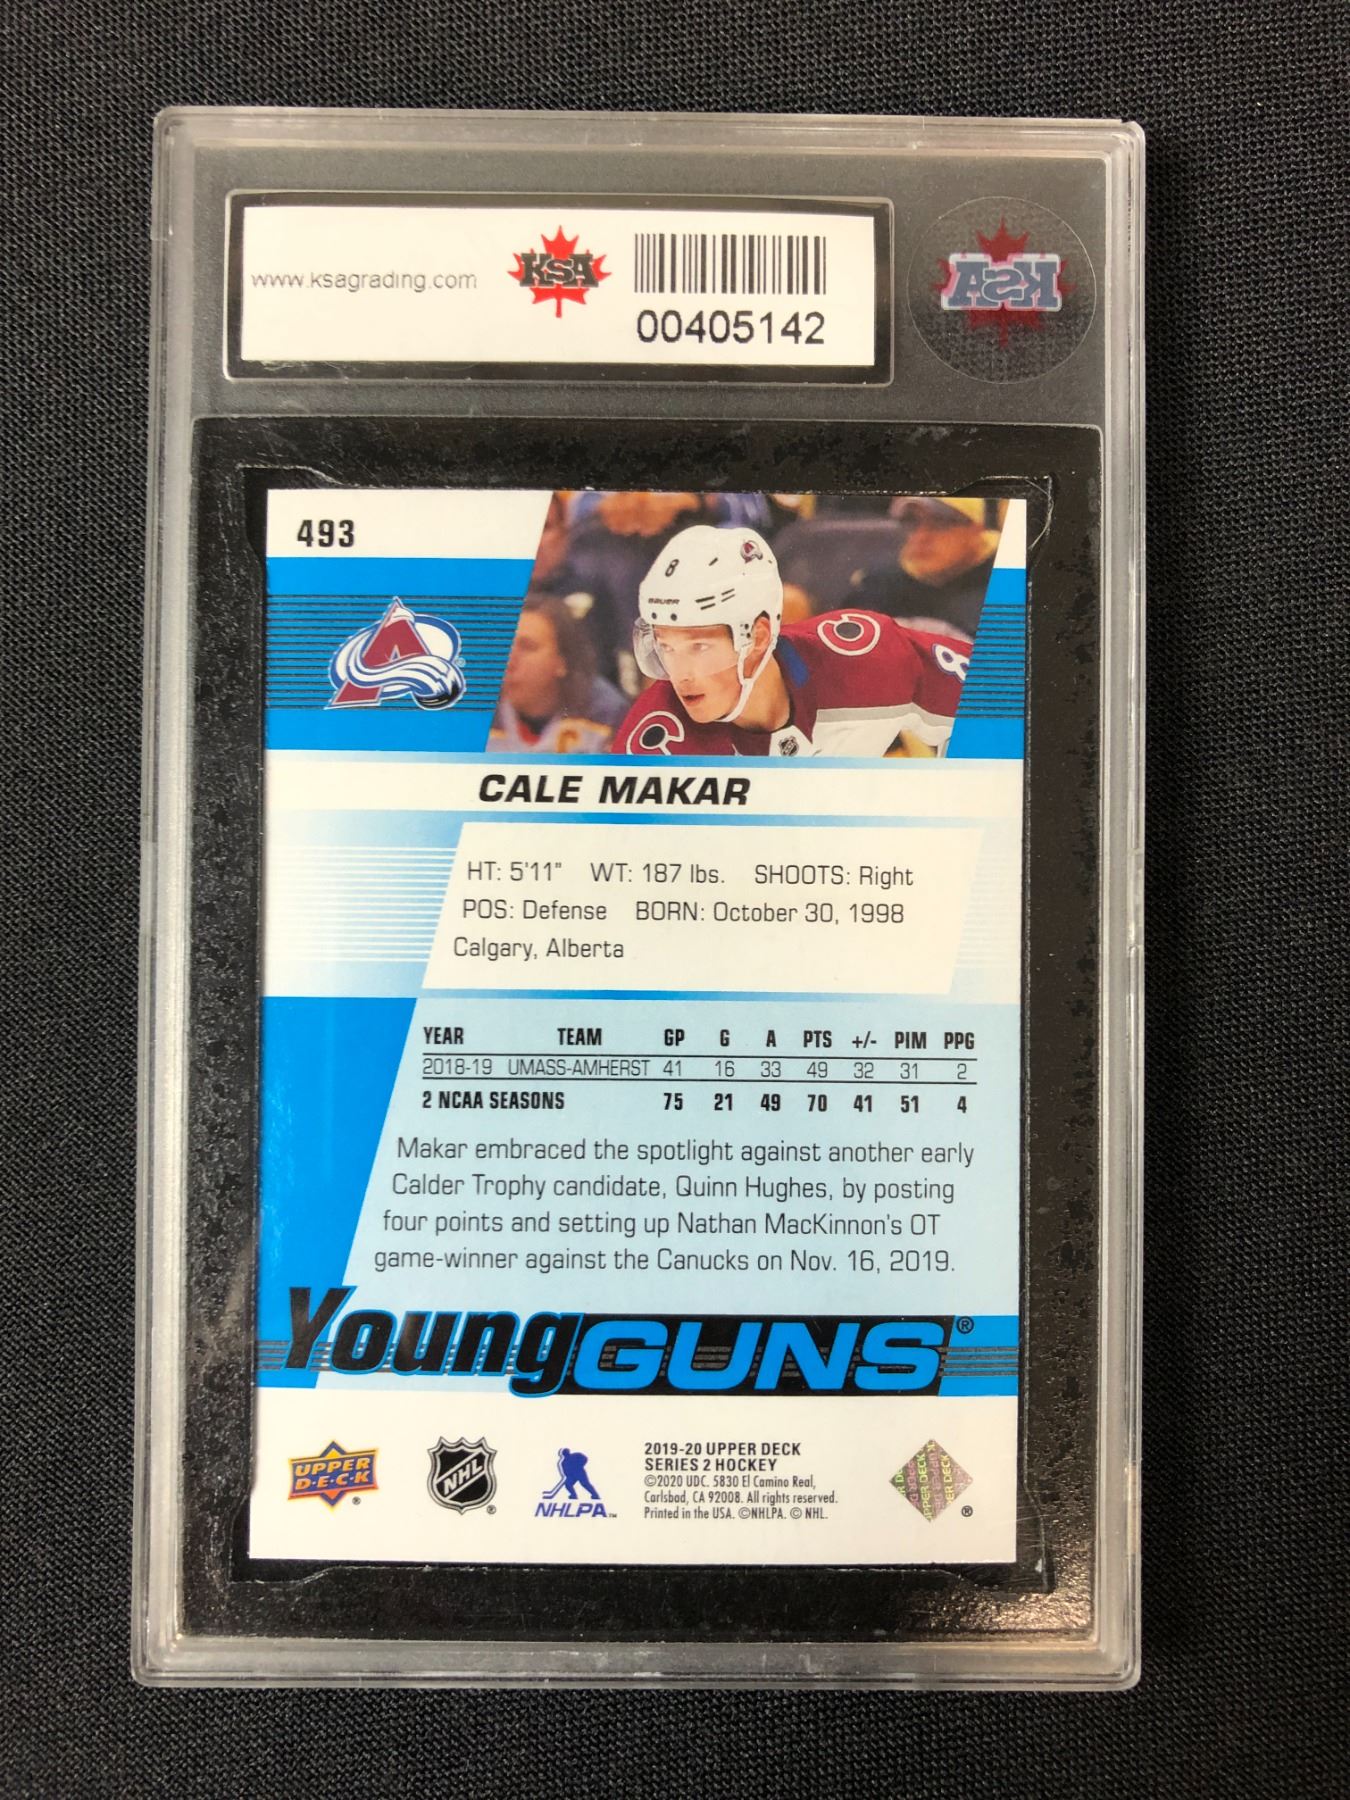 www.ksagrading.com
KSA
00405142
KSA
493
8
BAUER
8
CALE MAKAR
HT: 5'11" WT: 187 lbs. SHOOTS: Right
POS: Defense BORN: October 30, 1998
Calgary, Alberta
YEAR TEAM GP G A PTS +/- PIM PPG
2018-19 UMASS-AMHERST 41 16 33 49 32 31 2
2 NCAA SEASONS 75 21 49 70 41 51 4
Makar embraced the spotlight against another early
Calder Trophy candidate, Quinn Hughes, by posting
four points and setting up Nathan MacKinnon's OT
game-winner against the Canucks on Nov. 16, 2019.
Young GUNS®
UPPER
D·E·C·K
®
NHL
®
NHLPA™
2019-20 UPPER DECK
SERIES 2 HOCKEY
©2020 UDC. 5830 El Camino Real,
Carlsbad, CA 92008. All rights reserved.
Printed in the USA. ©NHLPA. © NHL.
UPPER DECK
®